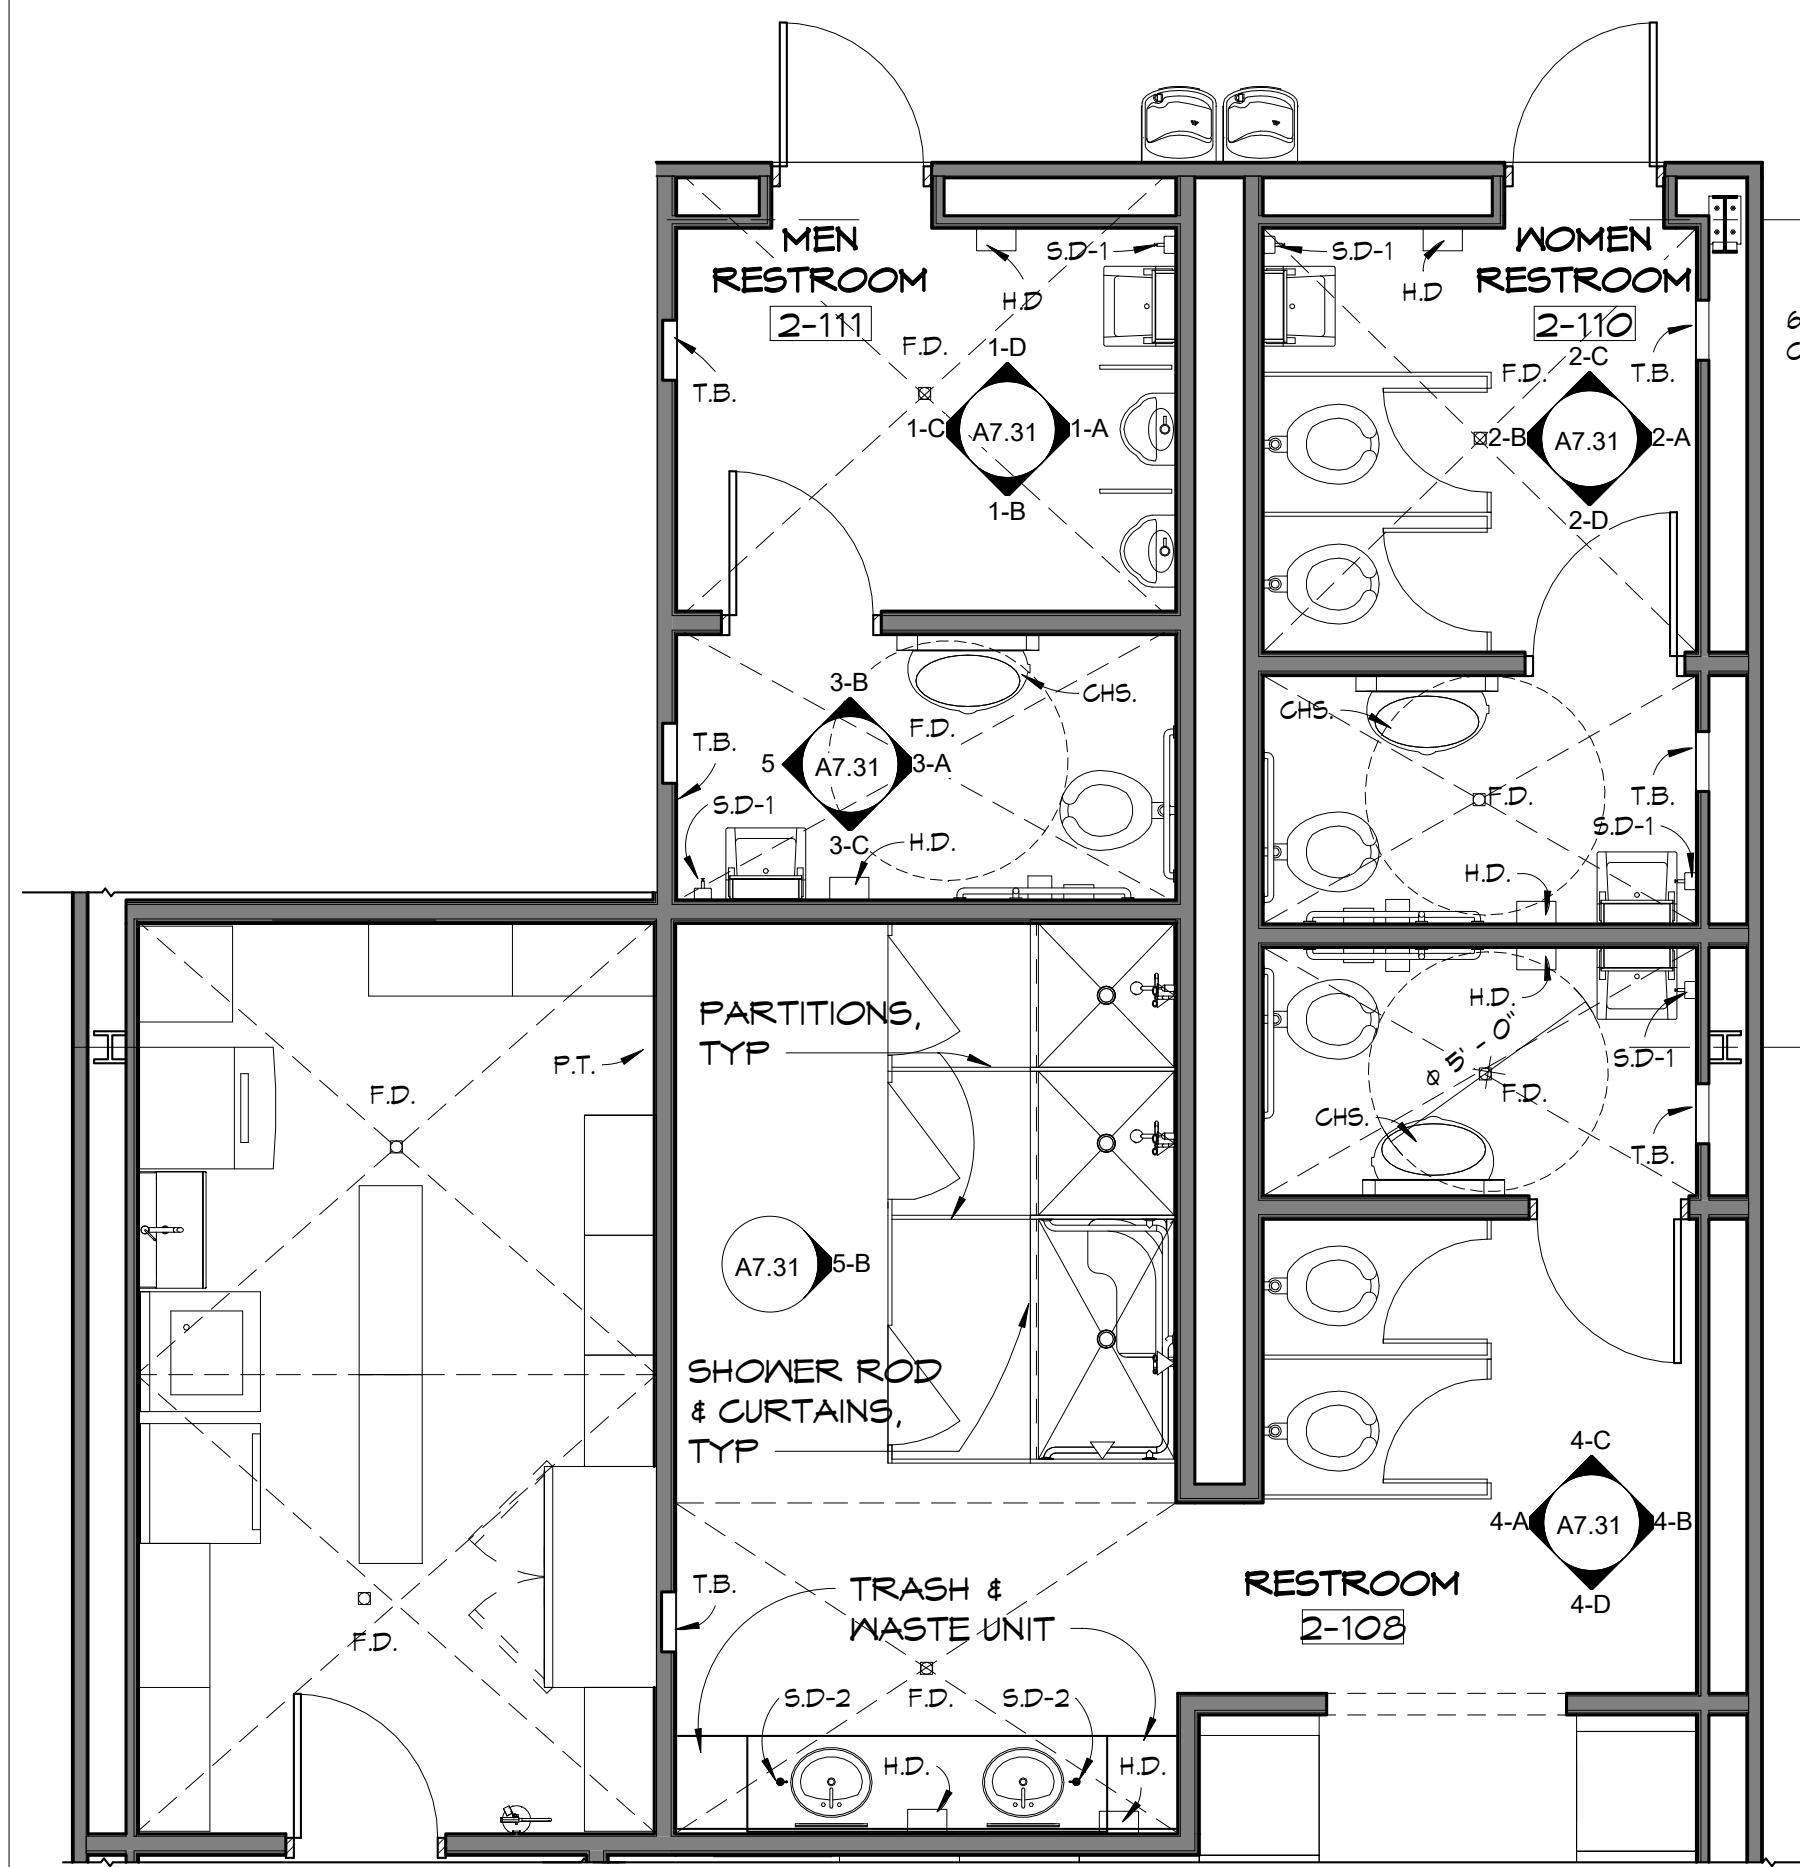 MEN
RESTROOM
2-111
S.D-1
H.D
F.D.
T.B.
1-D
1-C
A7.31
1-A
1-B
S.D-1
H.D
WOMEN
RESTROOM
2-110
2-C
F.D.
T.B.
2-B
A7.31
2-A
2-D
3-B
CHS.
F.D.
T.B.
5
A7.31
3-A
S.D-1
3-C
H.D.
CHS.
F.D.
T.B.
S.D-1
H.D.
H.D.
Ø 5' - 0"
S.D-1
F.D.
CHS.
T.B.
P.T.
F.D.
F.D.
PARTITIONS,
TYP
A7.31
5-B
SHOWER ROD
& CURTAINS,
TYP
4-C
4-A
A7.31
4-B
4-D
RESTROOM
2-108
T.B.
TRASH &
WASTE UNIT
S.D-2
F.D.
S.D-2
H.D.
H.D.